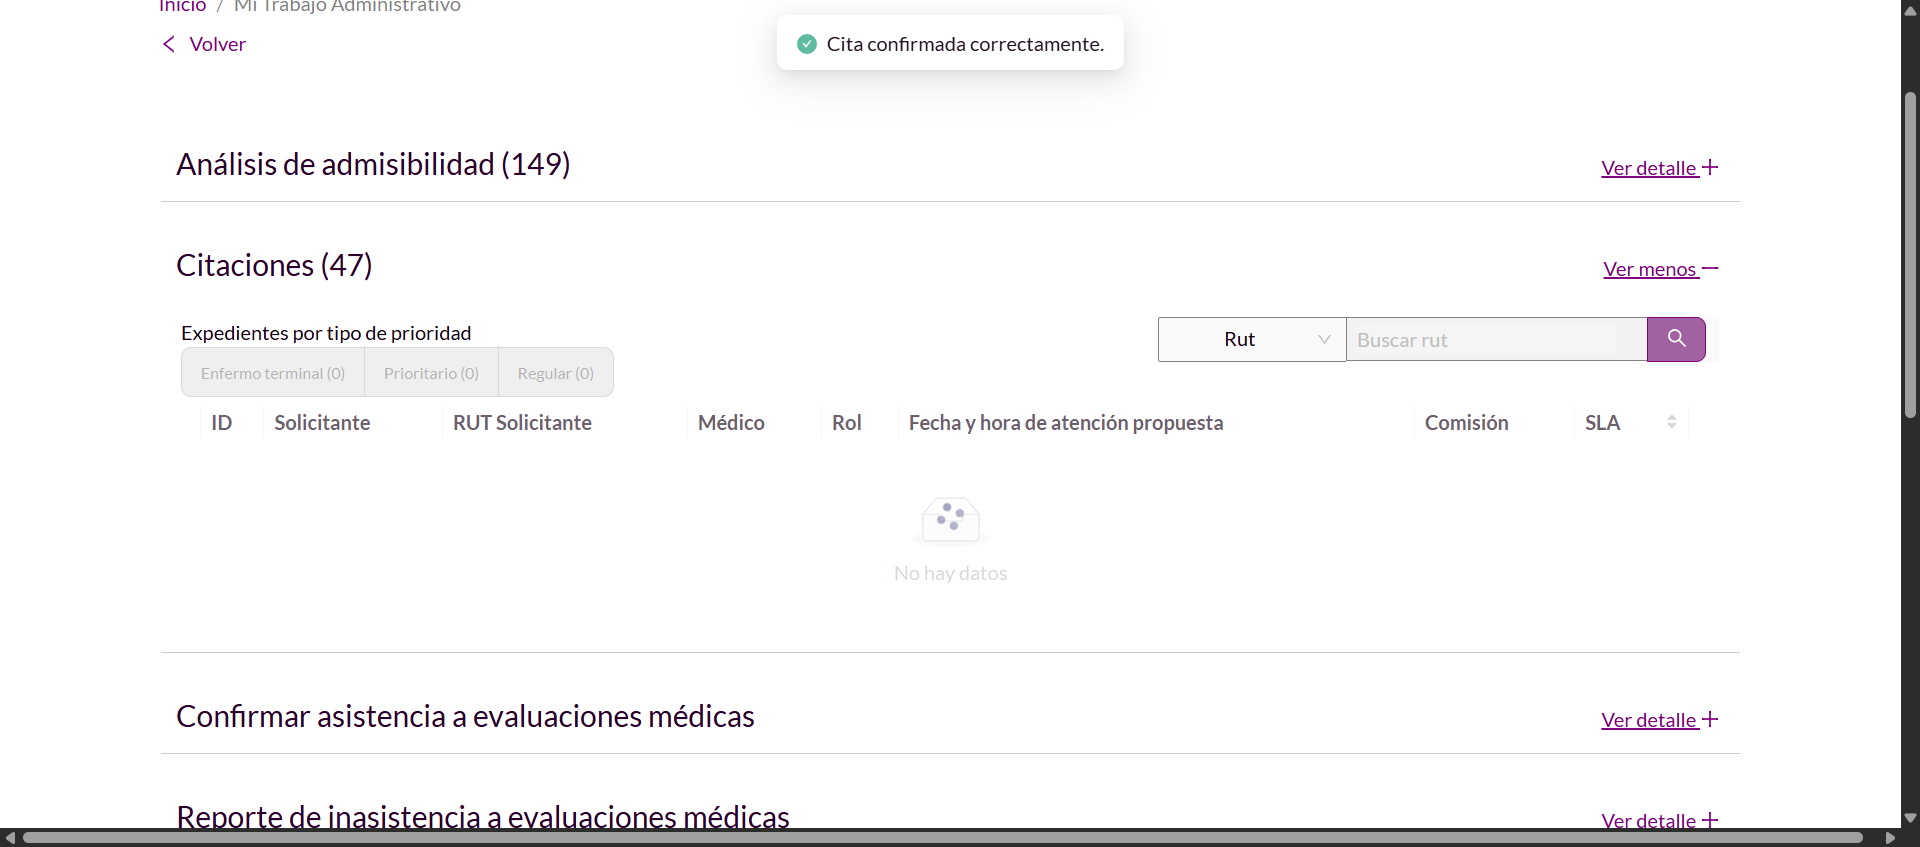 Inicio / Mi Trabajo Administrativo
Volver
Cita confirmada correctamente.
Análisis de admisibilidad (149)
Ver detalle
Citaciones (47)
Ver menos
Expedientes por tipo de prioridad
Rut
Buscar rut
Enfermo terminal (0)
Prioritario (0)
Regular (0)
ID
Solicitante
RUT Solicitante
Médico
Rol
Fecha y hora de atención propuesta
Comisión
SLA
No hay datos
Confirmar asistencia a evaluaciones médicas
Ver detalle
Reporte de inasistencia a evaluaciones médicas
Ver detalle